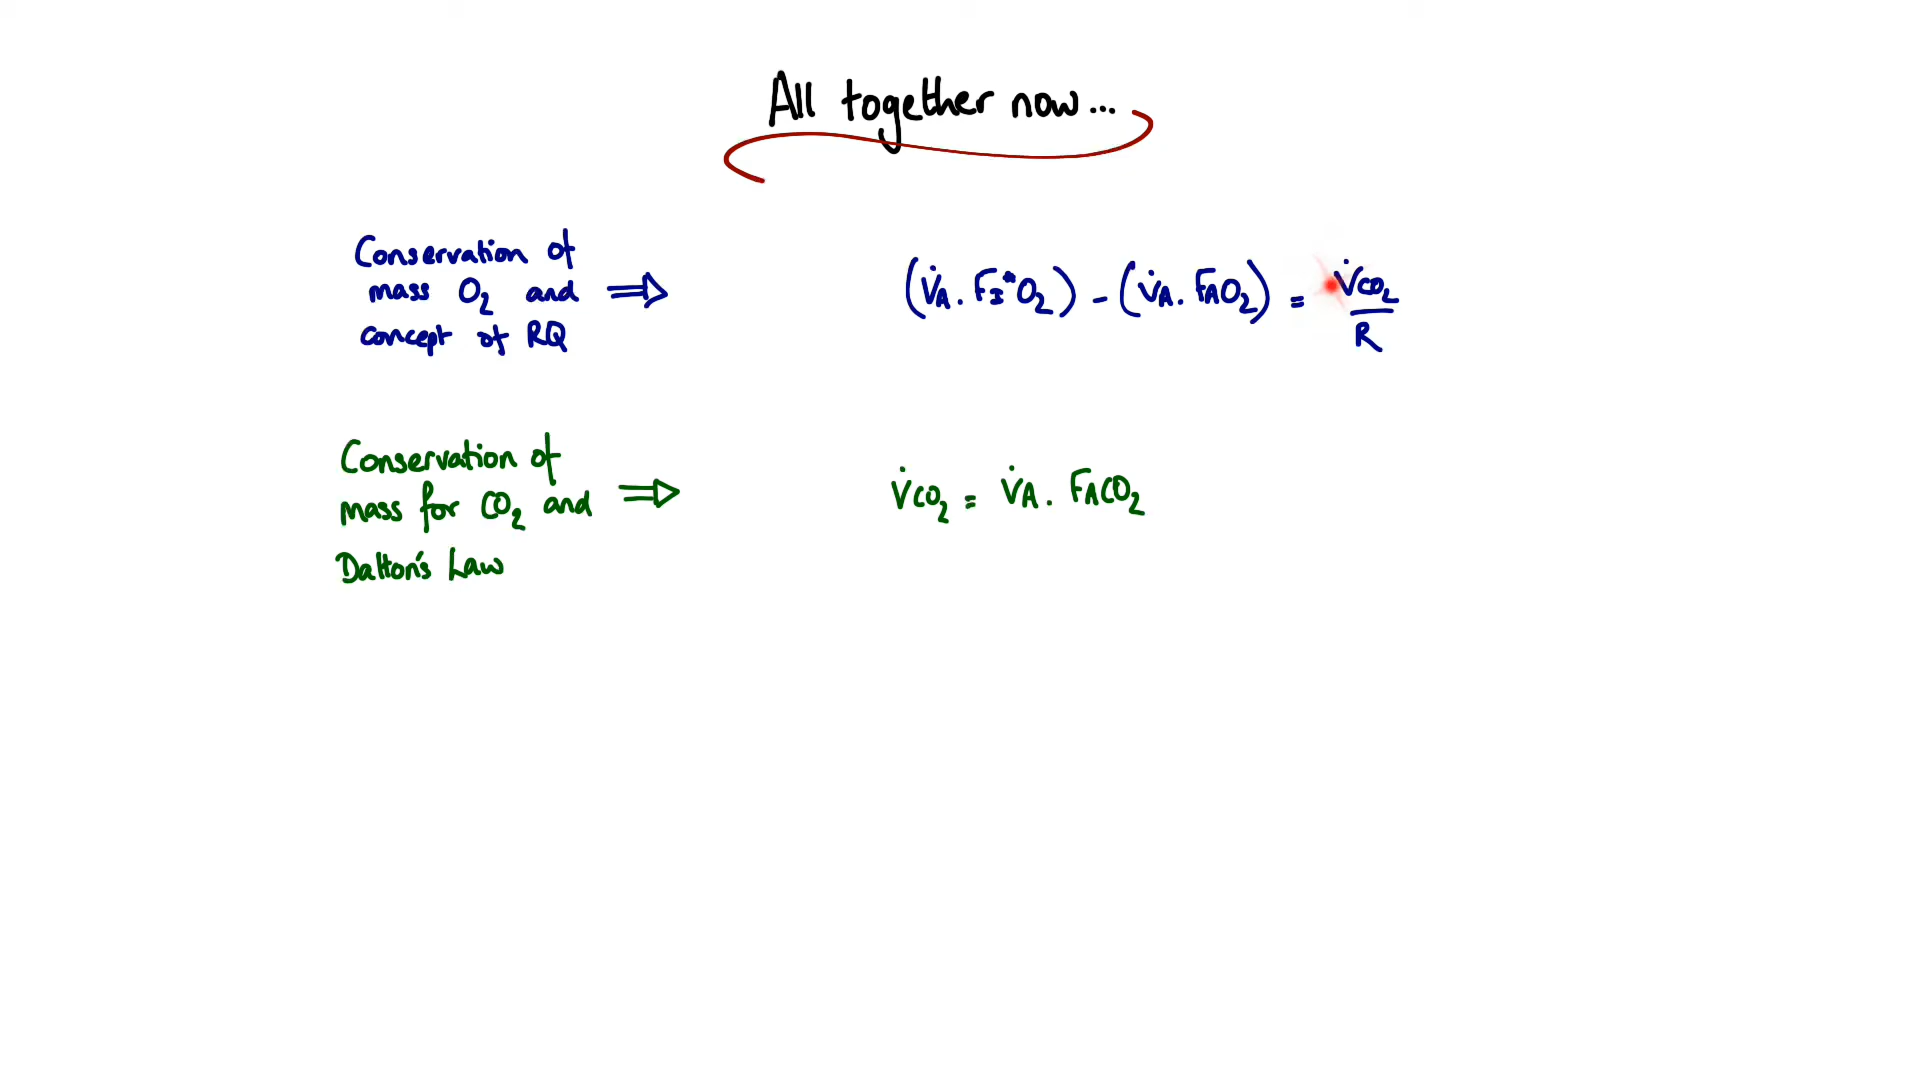 All together now...
Conservation of
mass O₂ and
concept of RQ
⇒
(V̇A . FI*O₂) - (V̇A . FAO₂) = V̇CO₂
R
Conservation of
mass for CO₂ and
Dalton's Law
⇒
V̇CO₂ = V̇A . FACO₂